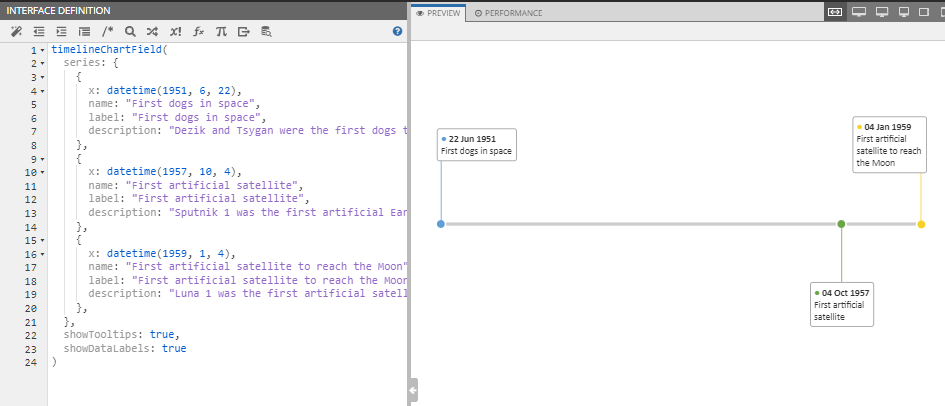 INTERFACE DEFINITION
PREVIEW
PERFORMANCE
/*
x!
fx
π
?
1 timelineChartField(
2 series: {
3 {
4 x: datetime(1951, 6, 22),
5 name: "First dogs in space",
6 label: "First dogs in space",
7 description: "Dezik and Tsygan were the first dogs t
8 },
9 {
10 x: datetime(1957, 10, 4),
11 name: "First artificial satellite",
12 label: "First artificial satellite",
13 description: "Sputnik 1 was the first artificial Ear
14 },
15 {
16 x: datetime(1959, 1, 4),
17 name: "First artificial satellite to reach the Moon"
18 label: "First artificial satellite to reach the Moon
19 description: "Luna 1 was the first artificial satell
20 },
21 },
22 showTooltips: true,
23 showDataLabels: true
24 )
22 Jun 1951
First dogs in space
04 Jan 1959
First artificial
satellite to reach
the Moon
04 Oct 1957
First artificial
satellite